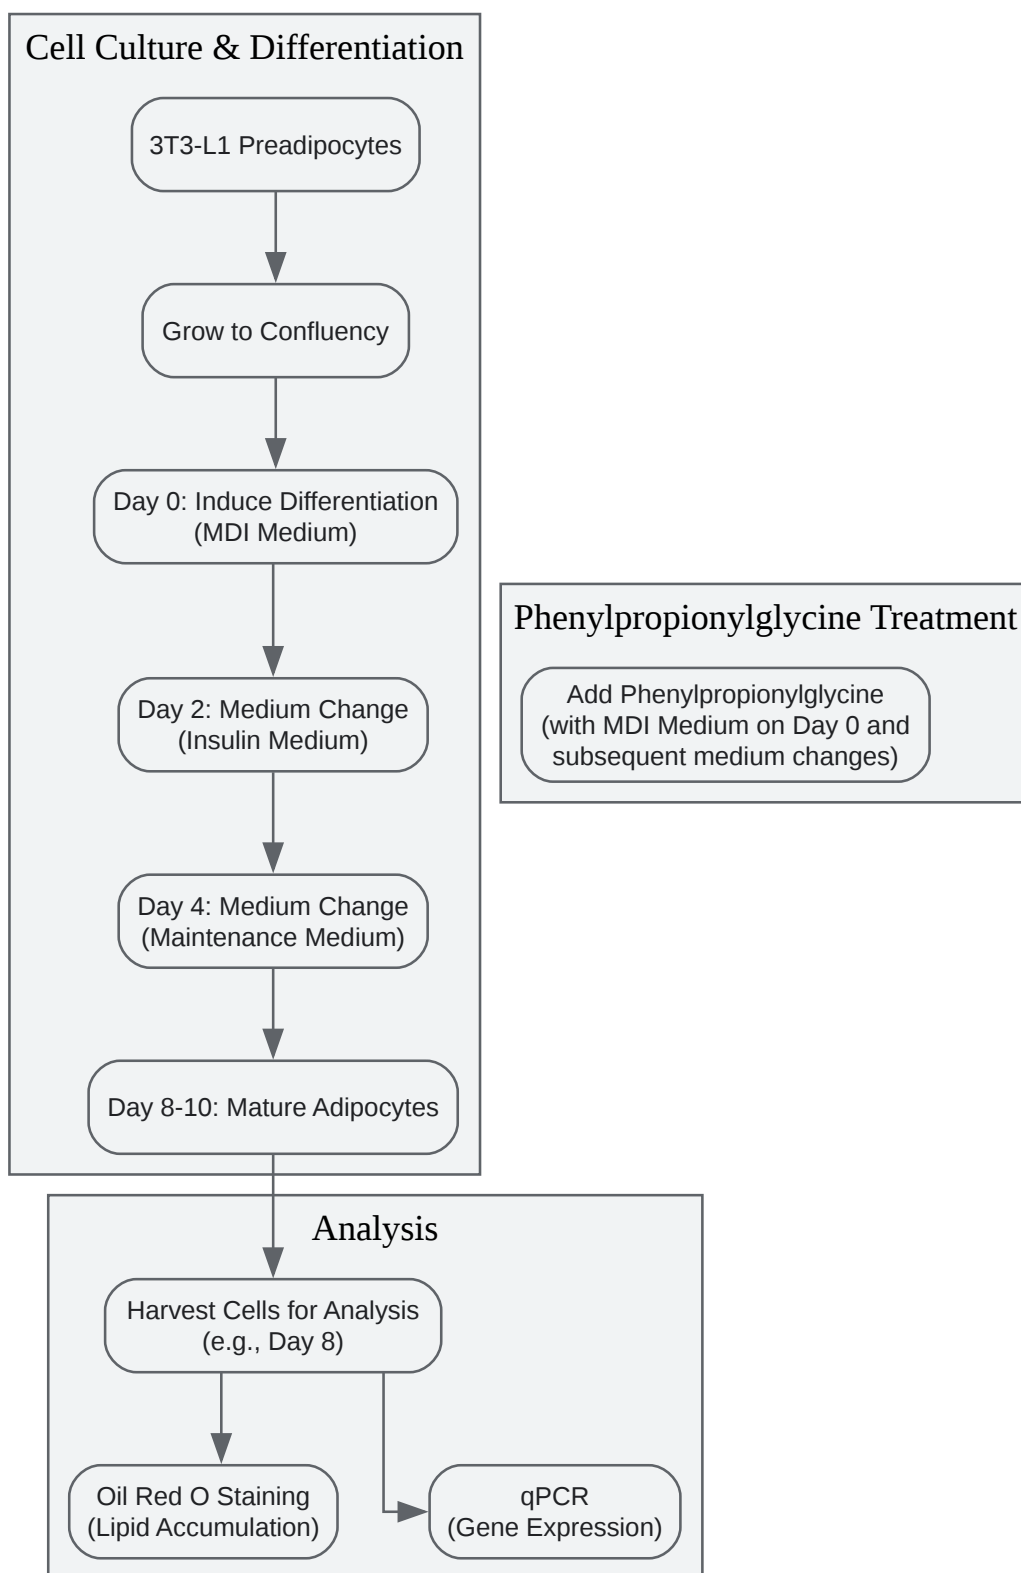 Cell Culture & Differentiation
3T3-L1 Preadipocytes
Grow to Confluency
Day 0: Induce Differentiation
(MDI Medium)
Day 2: Medium Change
(Insulin Medium)
Day 4: Medium Change
(Maintenance Medium)
Day 8-10: Mature Adipocytes
Phenylpropionylglycine Treatment
Add Phenylpropionylglycine
(with MDI Medium on Day 0 and
subsequent medium changes)
Analysis
Harvest Cells for Analysis
(e.g., Day 8)
Oil Red O Staining
(Lipid Accumulation)
qPCR
(Gene Expression)